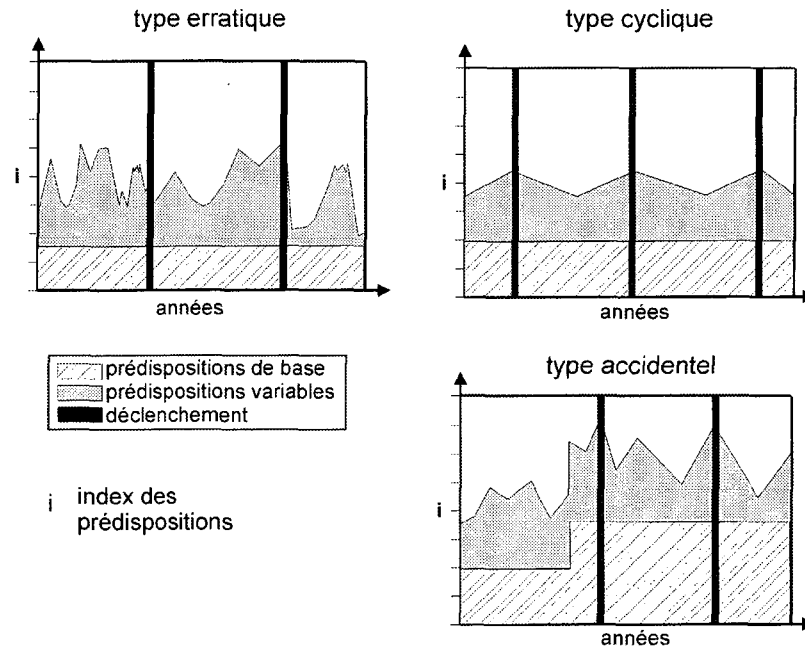 type erratique
type cyclique
i
années
i
années
prédispositions de base
prédispositions variables
déclenchement
i index des
prédispositions
type accidentel
i
années